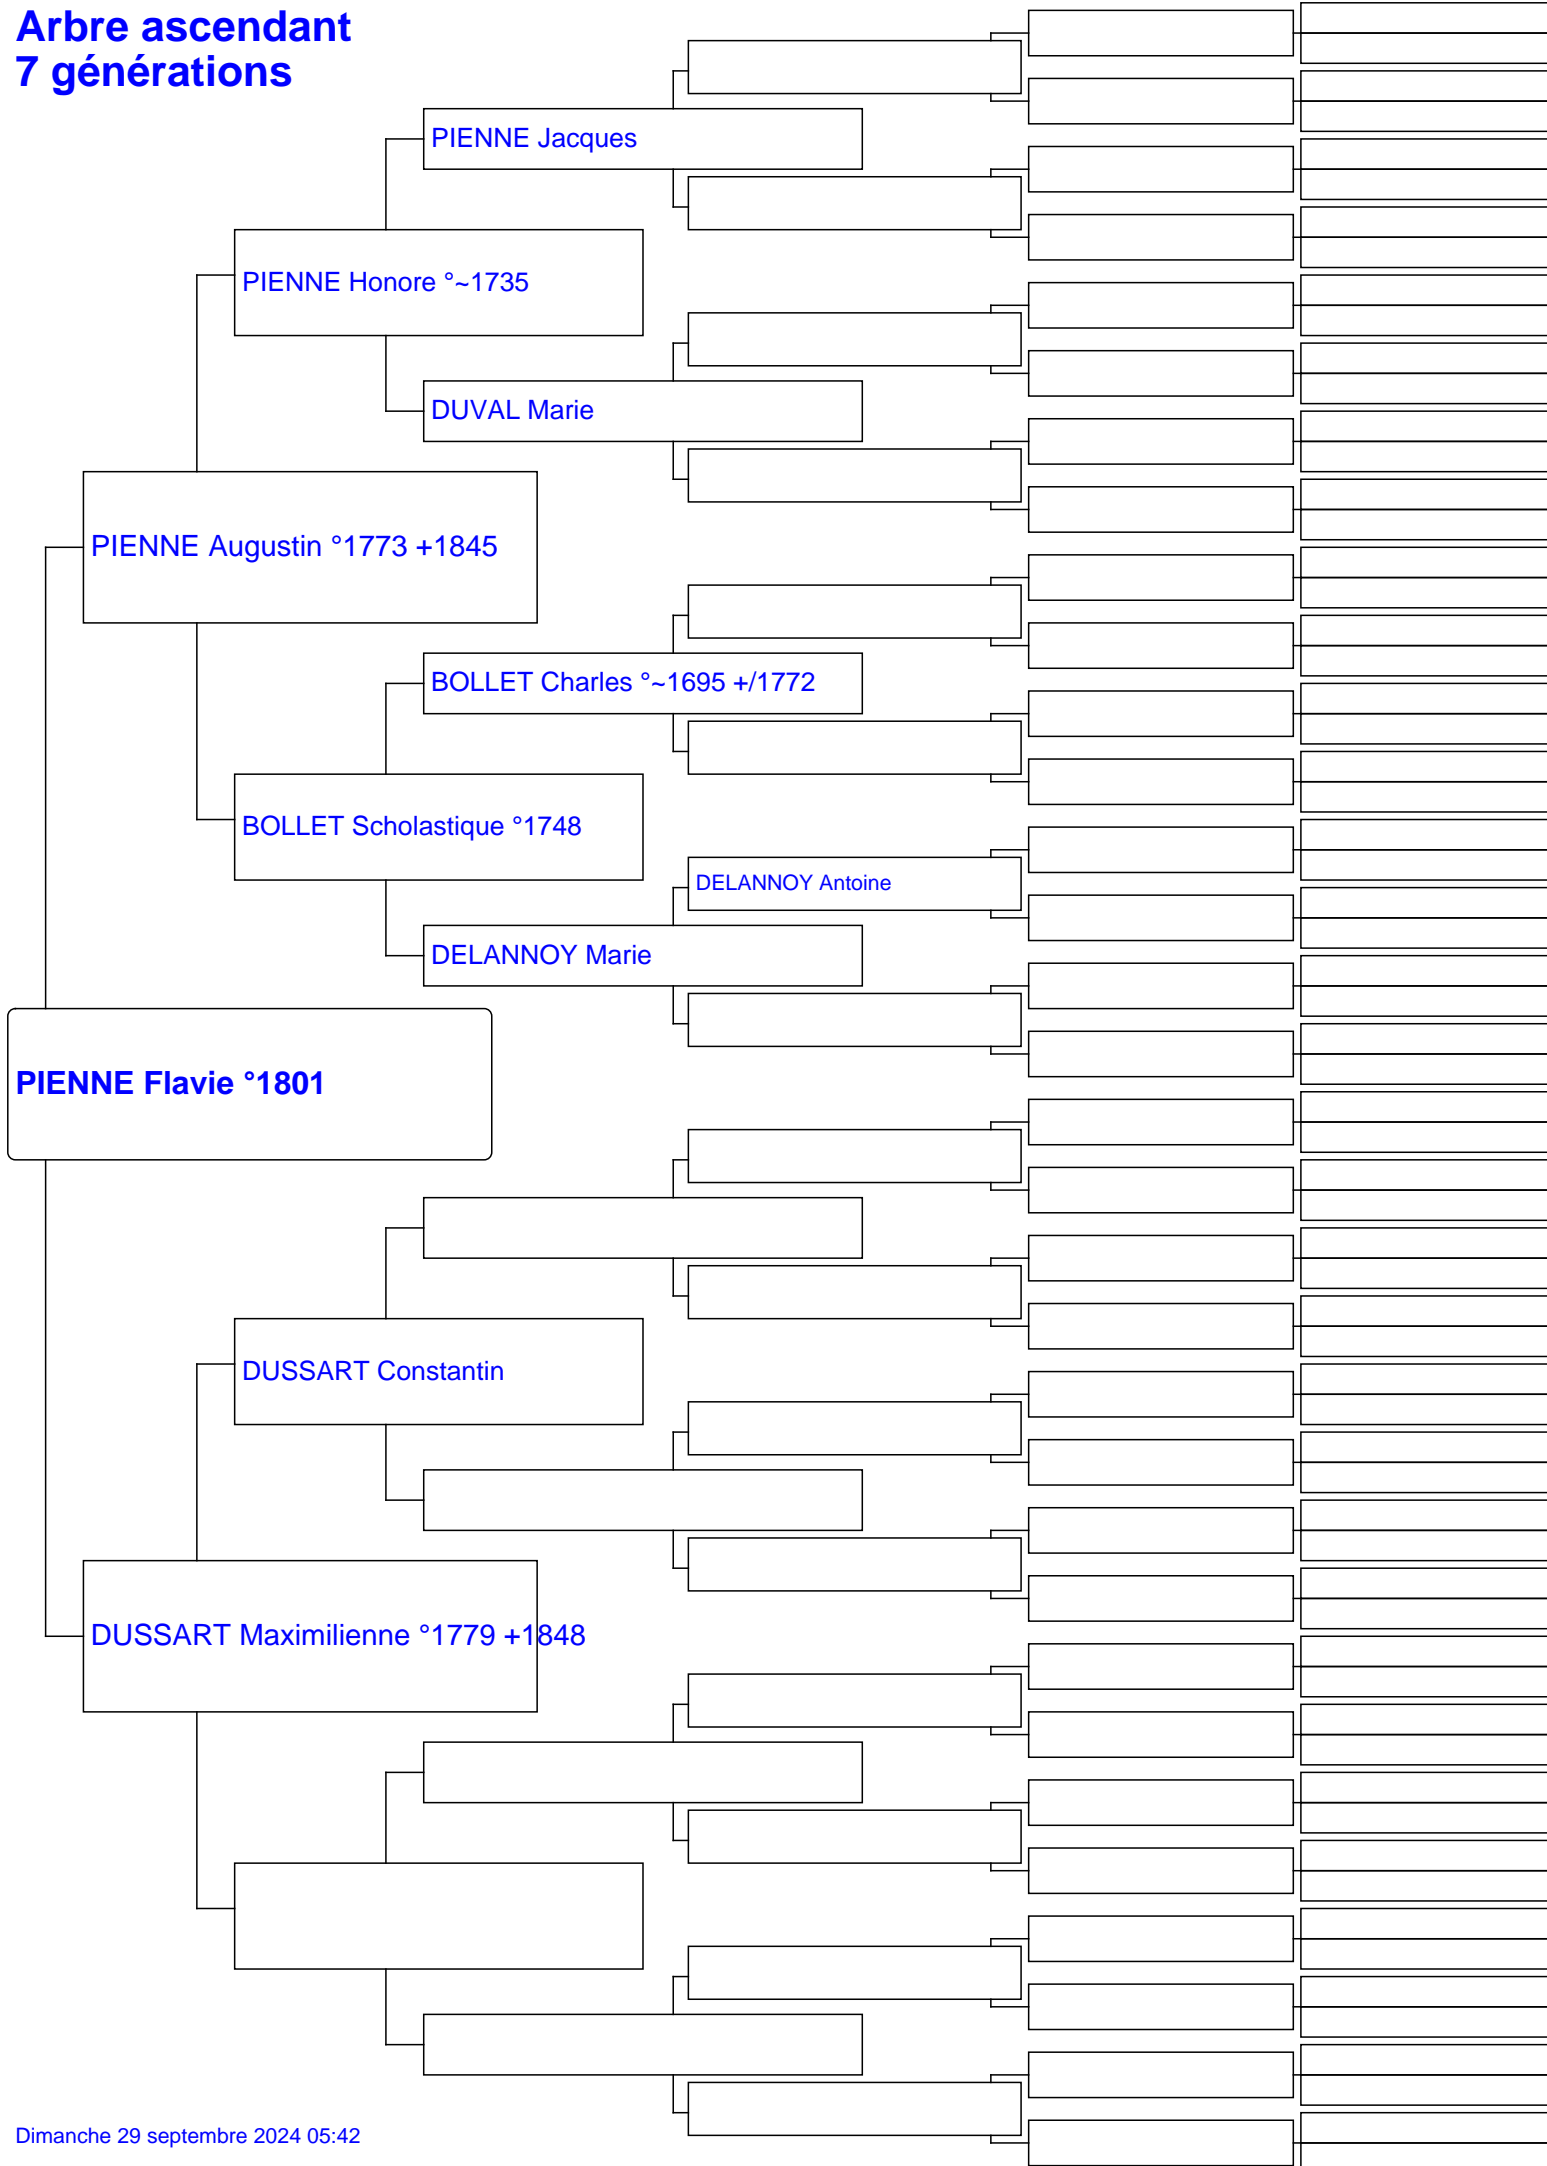 Arbre ascendant
7 générations
PIENNE Jacques
PIENNE Honore °~1735
DUVAL Marie
PIENNE Augustin °1773 +1845
BOLLET Charles °~1695 +/1772
BOLLET Scholastique °1748
DELANNOY Antoine
DELANNOY Marie
PIENNE Flavie °1801
DUSSART Constantin
DUSSART Maximilienne °1779 +1848
Dimanche 29 septembre 2024 05:42